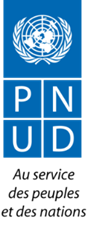 P N
U D
Au service
des peuples
et des nations